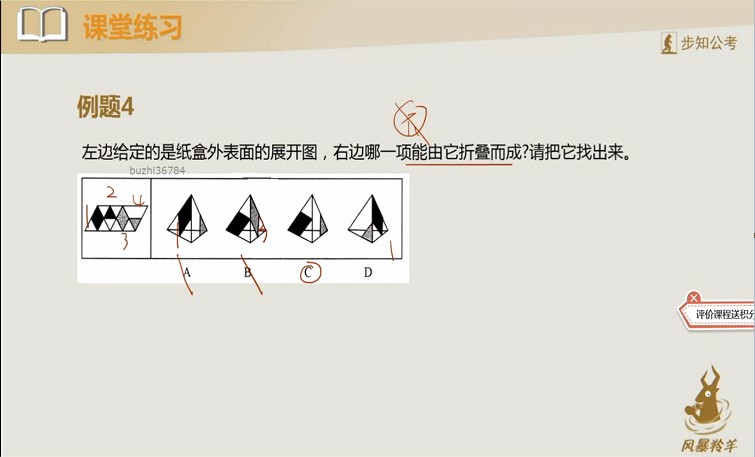 课堂练习
步知公考
例题4
左边给定的是纸盒外表面的展开图，右边哪一项能由它折叠而成?请把它找出来。
buzhi36784
2
4
1
3
3
1
A B C D
评价课程送积分
风暴羚羊